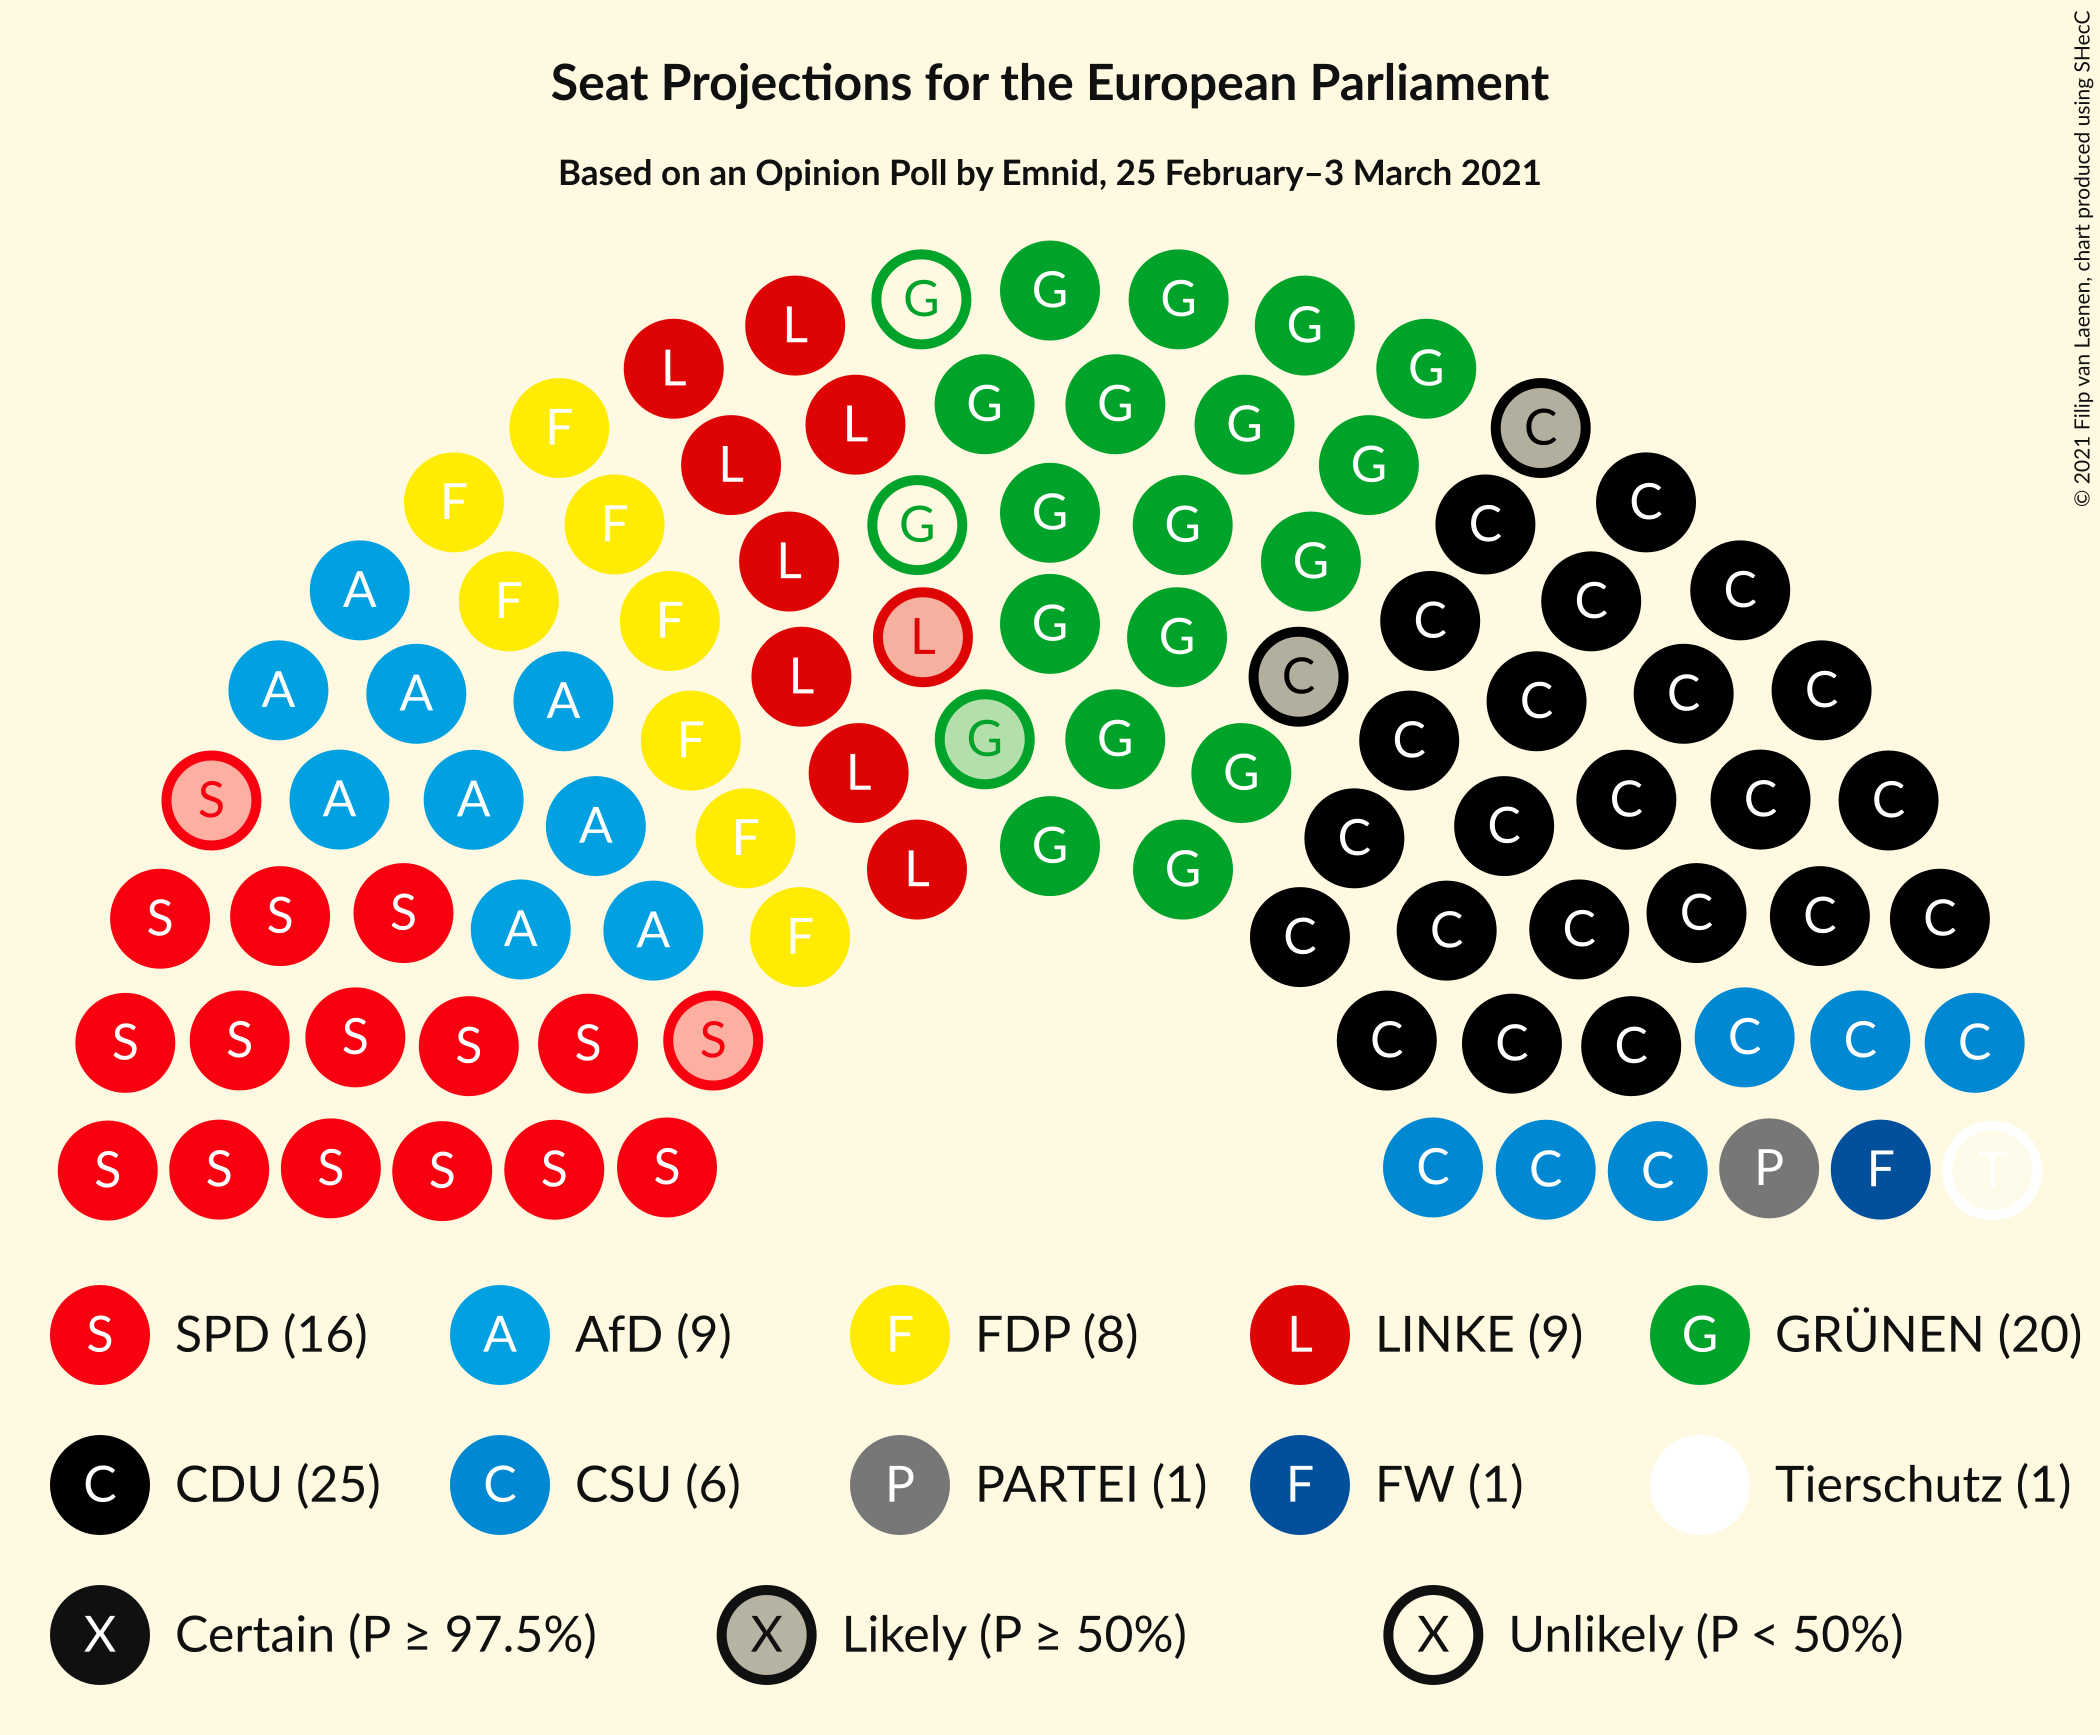 Seat Projections for the European Parliament
Based on an Opinion Poll by Emnid, 25 February–3 March 2021
© 2021 Filip van Laenen, chart produced using SHecC
G G G G G
L L
L C
F L G G G G C
F L G G G C C
F L G G C
A F F L G G C C C
A A A L C C C C
F G G C
S A A A F L G G C C C C C
F L G C
S S S A A F G C C C C C C
S S S S S S C C C C C C
S S S S S S C C C P F T
S SPD (16) A AfD (9) F FDP (8) L LINKE (9) G GRÜNEN (20)
C CDU (25) C CSU (6) P PARTEI (1) F FW (1) Tierschutz (1)
X Certain (P ≥ 97.5%) X Likely (P ≥ 50%) X Unlikely (P < 50%)